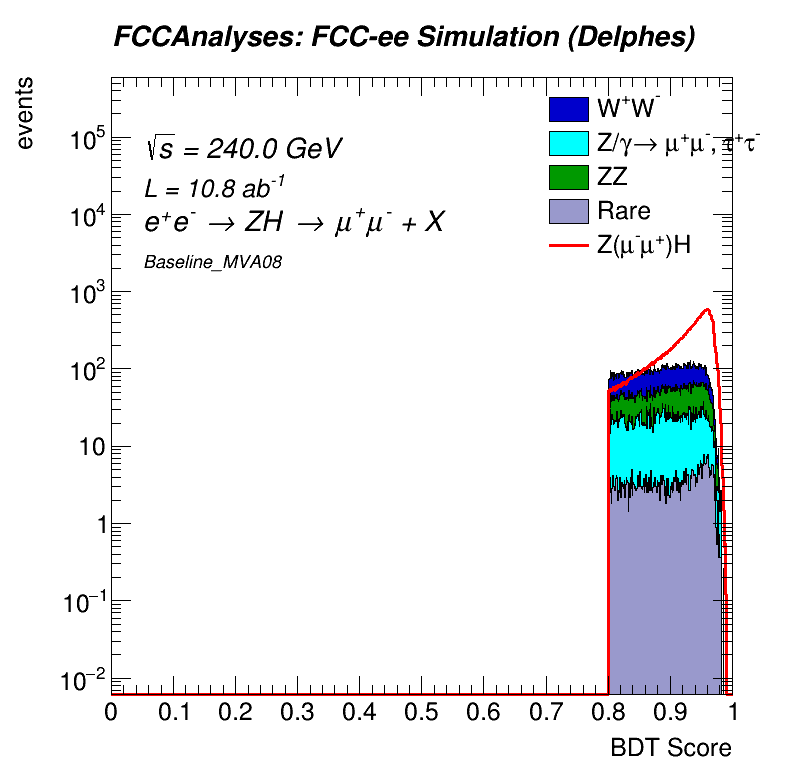 FCCAnalyses: FCC-ee Simulation (Delphes)
events
√s = 240.0 GeV
L = 10.8 ab⁻¹
e⁺e⁻ → ZH → μ⁺μ⁻ + X
Baseline_MVA08
W⁺W⁻
Z/γ→ μ⁺μ⁻, τ⁺τ⁻
ZZ
Rare
Z(μ⁻μ⁺)H
10⁵
10⁴
10³
10²
10
1
10⁻¹
10⁻²
0 0.1 0.2 0.3 0.4 0.5 0.6 0.7 0.8 0.9 1
BDT Score